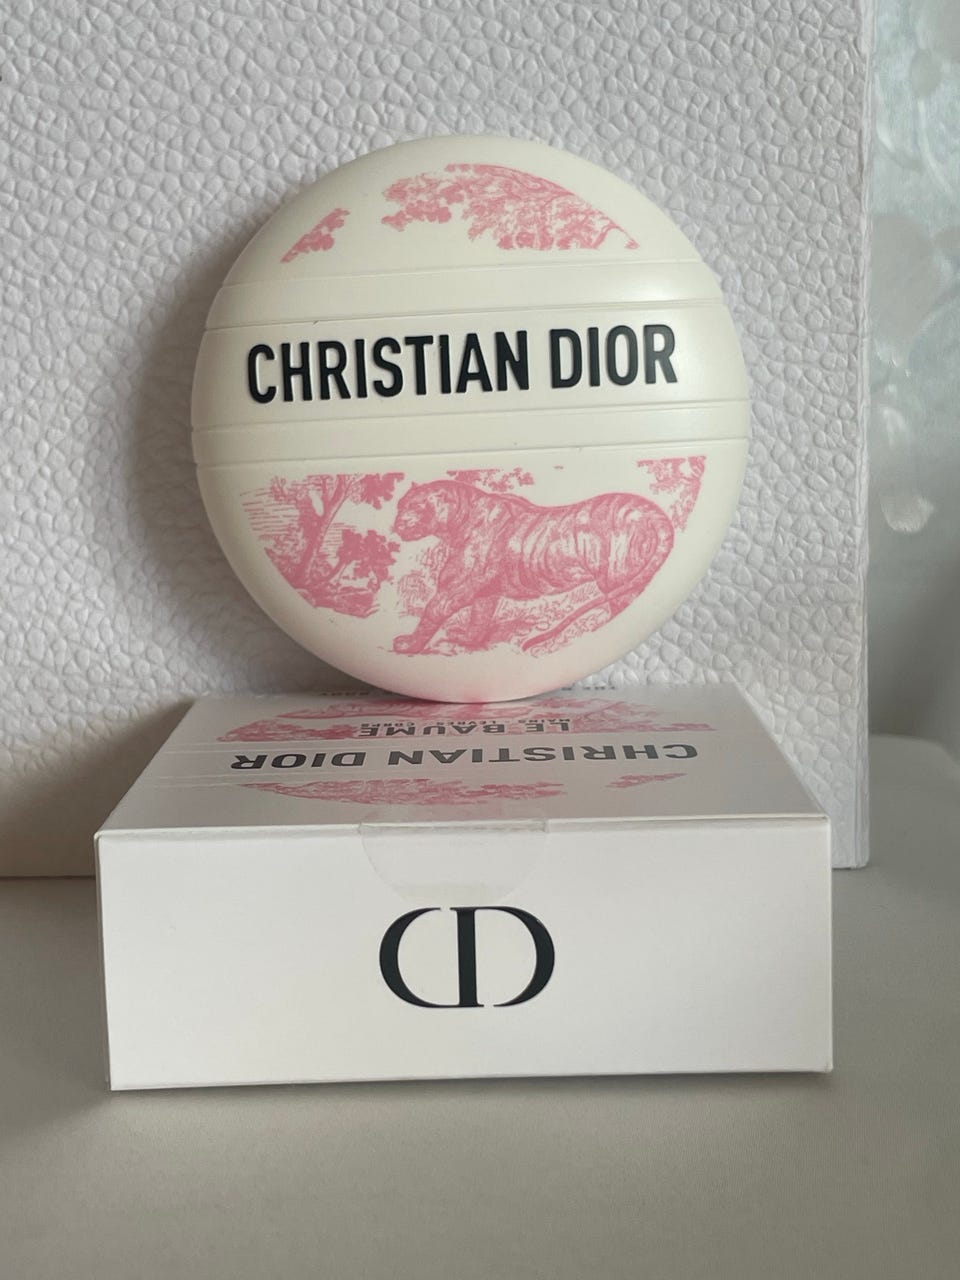 CHRISTIAN DIOR
LE BAUME
MAINS - LÈVRES - CORPS
CHRISTIAN DIOR
CD